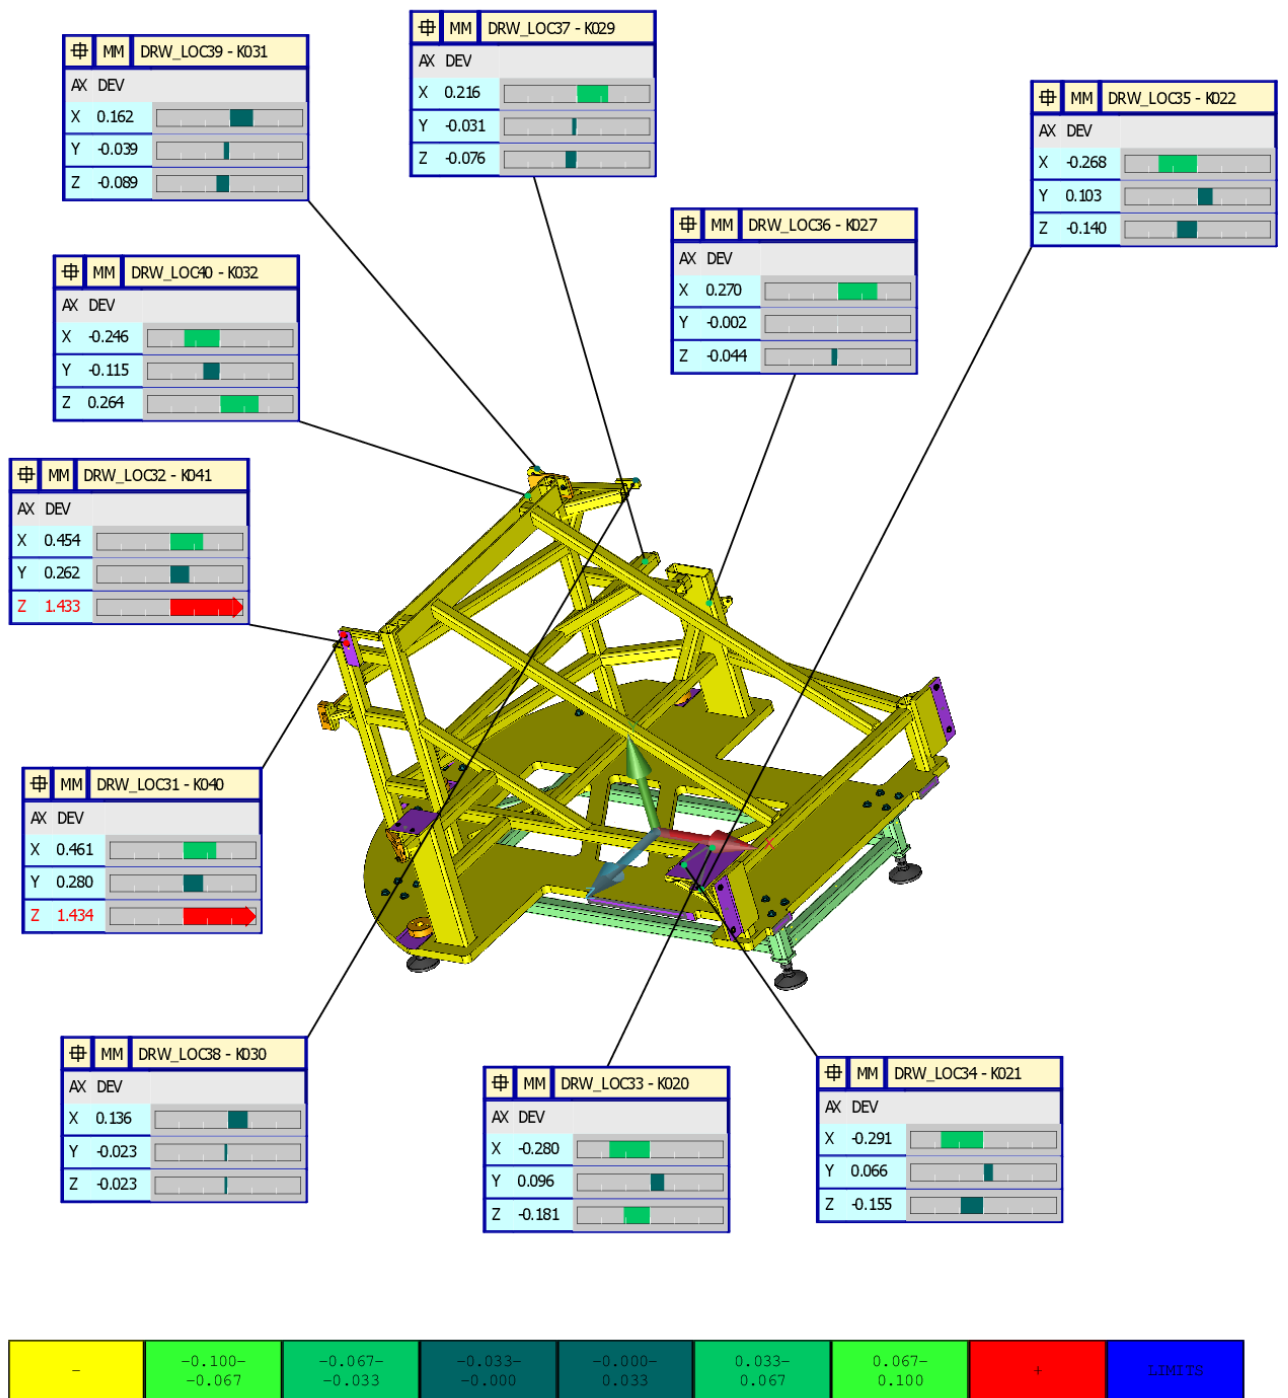 MM DRW_LOC39 - K031
AX DEV
X 0.162
Y -0.039
Z -0.089
MM DRW_LOC37 - K029
AX DEV
X 0.216
Y -0.031
Z -0.076
MM DRW_LOC35 - K022
AX DEV
X -0.268
Y 0.103
Z -0.140
MM DRW_LOC36 - K027
AX DEV
X 0.270
Y -0.002
Z -0.044
MM DRW_LOC40 - K032
AX DEV
X -0.246
Y -0.115
Z 0.264
MM DRW_LOC32 - K041
AX DEV
X 0.454
Y 0.262
Z 1.433
MM DRW_LOC31 - K040
AX DEV
X 0.461
Y 0.280
Z 1.434
X
MM DRW_LOC38 - K030
AX DEV
X 0.136
Y -0.023
Z -0.023
MM DRW_LOC33 - K020
AX DEV
X -0.280
Y 0.096
Z -0.181
MM DRW_LOC34 - K021
AX DEV
X -0.291
Y 0.066
Z -0.155
-
-0.100-
-0.067
-0.067-
-0.033
-0.033-
-0.000
-0.000-
0.033
0.033-
0.067
0.067-
0.100
+
LIMITS